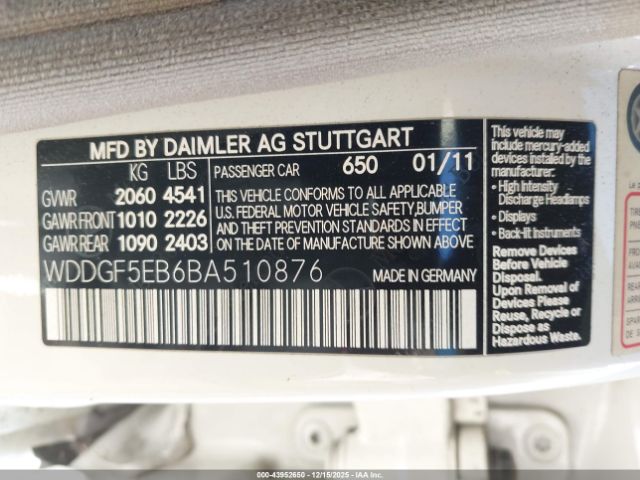 MFD BY DAIMLER AG STUTTGART
KG LBS
GVWR 2060 4541
GAWR FRONT 1010 2226
GAWR REAR 1090 2403
PASSENGER CAR 650 01/11
THIS VEHICLE CONFORMS TO ALL APPLICABLE
U.S. FEDERAL MOTOR VEHICLE SAFETY,BUMPER
AND THEFT PREVENTION STANDARDS IN EFFECT
ON THE DATE OF MANUFACTURE SHOWN ABOVE
WDDGF5EB6BA510876 MADE IN GERMANY
This vehicle may
include mercury-added
devices installed by the
manufacturer:
• High Intensity
Discharge Headlamps
• Displays
• Back-lit Instruments
Remove Devices
Before Vehicle
Disposal.
Upon Removal of
Devices Please
Reuse, Recycle or
Dispose as
Hazardous Waste.
000-43952650 - 12/15/2025 - COPART